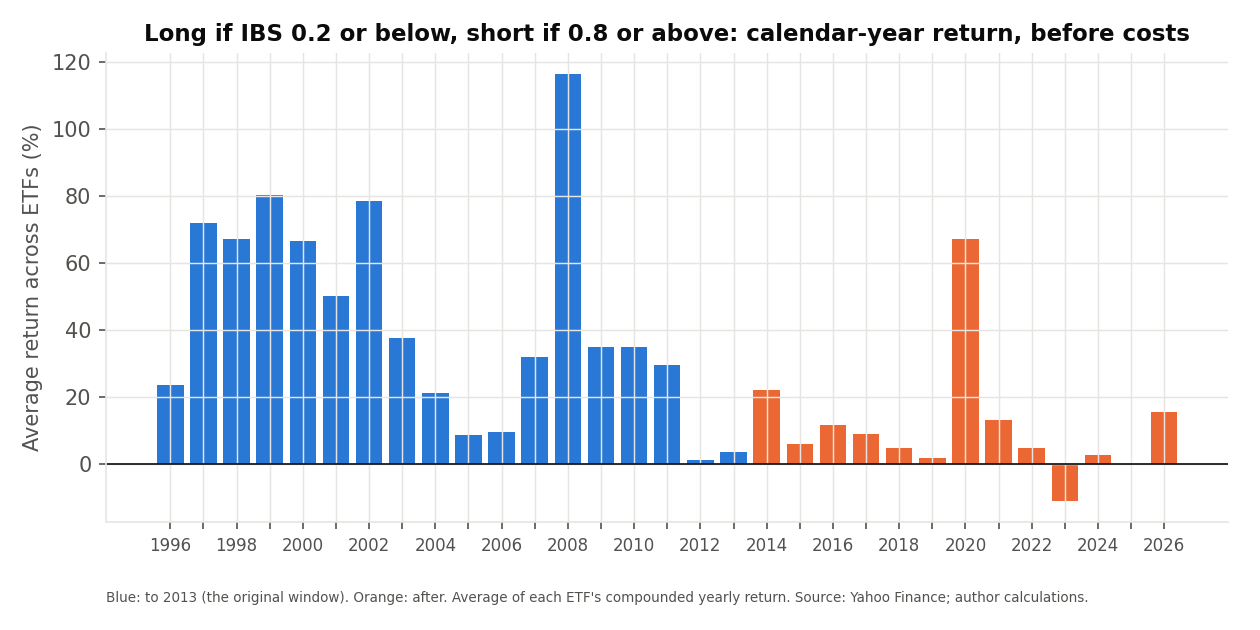 Long if IBS 0.2 or below, short if 0.8 or above: calendar-year return, before costs
Average return across ETFs (%)
120
100
80
60
40
20
0
1996 1998 2000 2002 2004 2006 2008 2010 2012 2014 2016 2018 2020 2022 2024 2026
Blue: to 2013 (the original window). Orange: after. Average of each ETF's compounded yearly return. Source: Yahoo Finance; author calculations.